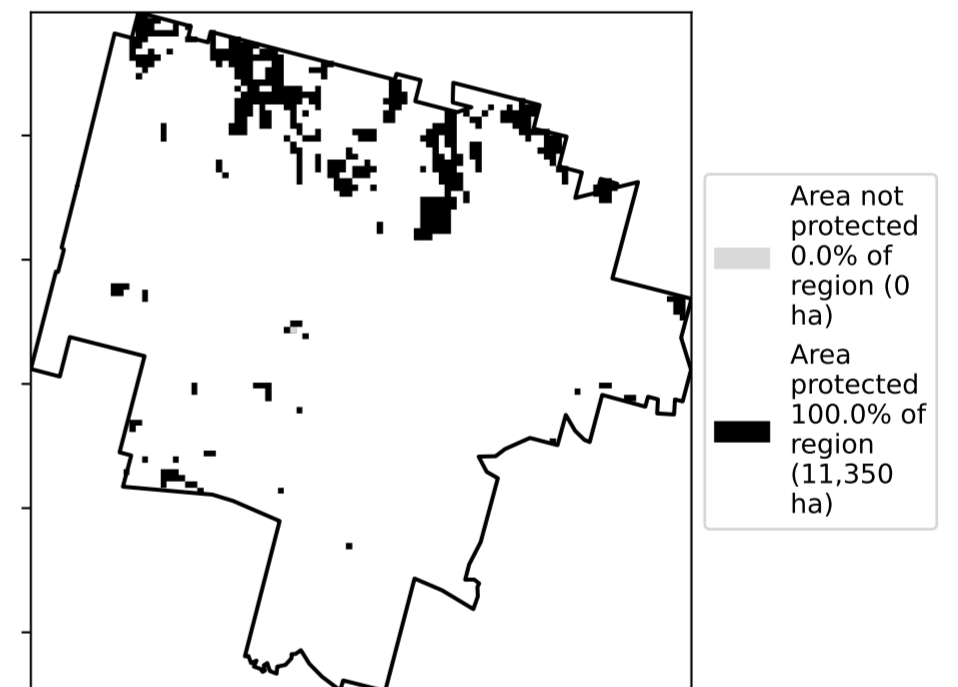 Area not
protected
0.0% of
region (0
ha)
Area
protected
100.0% of
region
(11,350
ha)